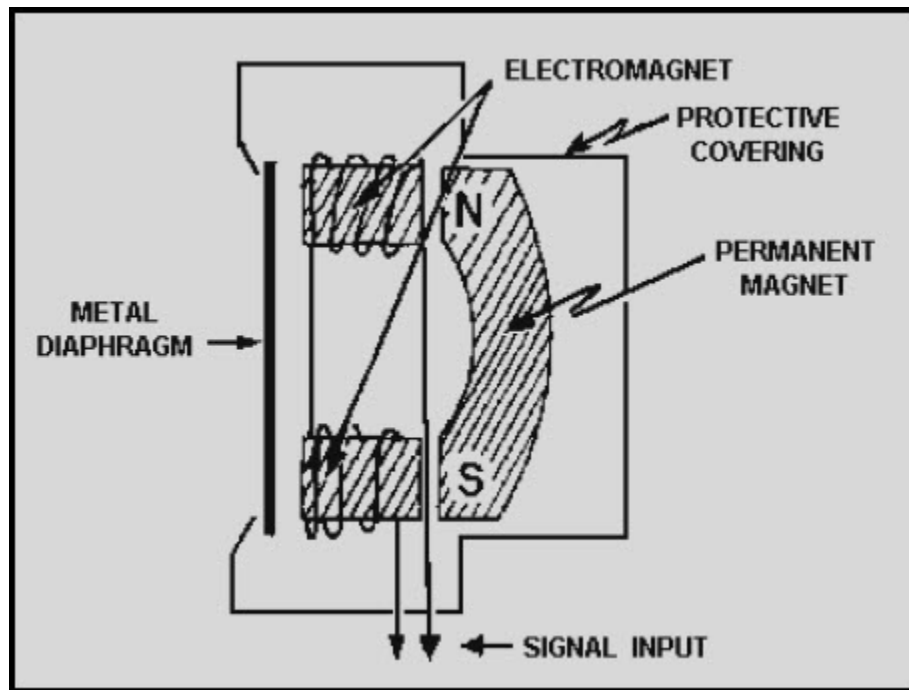 ELECTROMAGNET
PROTECTIVE
COVERING
N
PERMANENT
MAGNET
METAL
DIAPHRAGM
S
SIGNAL INPUT